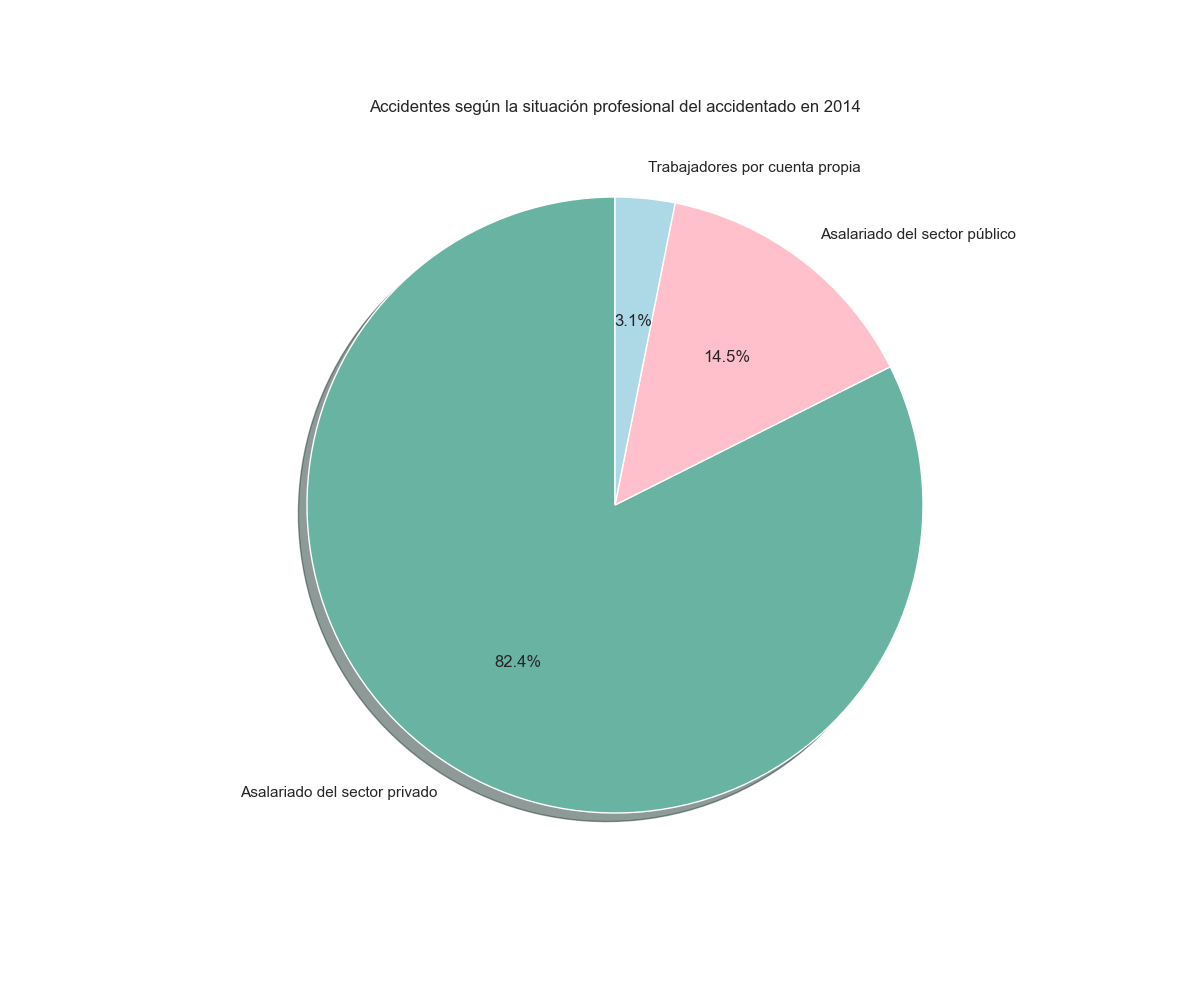 Accidentes según la situación profesional del accidentado en 2014
Trabajadores por cuenta propia
Asalariado del sector público
3.1%
14.5%
82.4%
Asalariado del sector privado